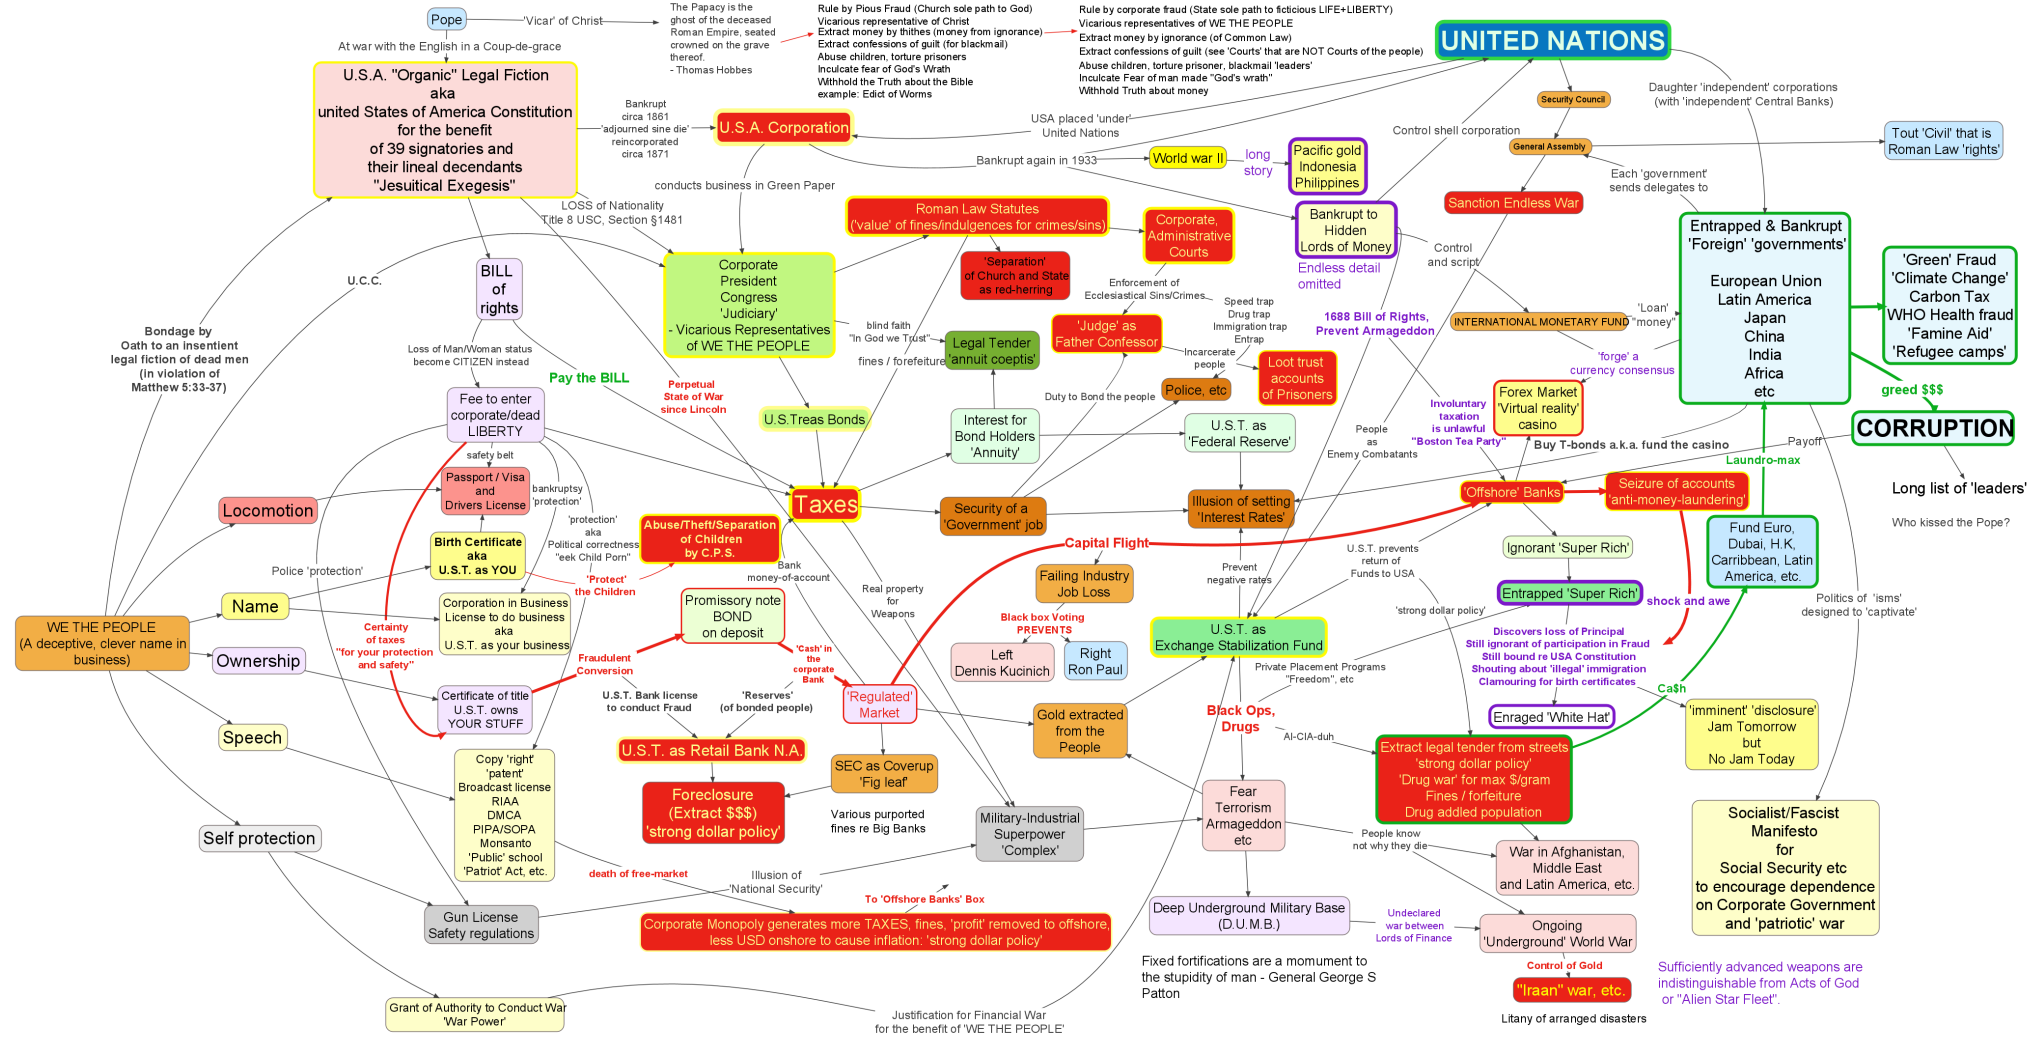 Pope
'Vicar' of Christ
The Papacy is the
ghost of the deceased
Roman Empire, seated
crowned on the grave
thereof.
- Thomas Hobbes
Rule by Pious Fraud (Church sole path to God)
Vicarious representative of Christ
Extract money by thithes (money from ignorance)
Extract confessions of guilt (for blackmail)
Abuse children, torture prisoners
Inculcate fear of God's Wrath
Withhold the Truth about the Bible
example: Edict of Worms
Rule by corporate fraud (State sole path to ficticious LIFE+LIBERTY)
Vicarious representatives of WE THE PEOPLE
Extract money by ignorance (of Common Law)
Extract confessions of guilt (see 'Courts' that are NOT Courts of the people)
Abuse children, torture prisoner, blackmail 'leaders'
Inculcate Fear of man made "God's wrath"
Withhold Truth about money
UNITED NATIONS
At war with the English in a Coup-de-grace
U.S.A. "Organic" Legal Fiction
aka
united States of America Constitution
for the benefit
of 39 signatories and
their lineal decendants
"Jesuitical Exegesis"
Bankrupt
circa 1861
'adjourned sine die'
reincorporated
circa 1871
U.S.A. Corporation
USA placed 'under'
United Nations
Bankrupt again in 1933
World war II
long
story
Pacific gold
Indonesia
Philippines
Control shell corporation
Security Council
General Assembly
Daughter 'independent' corporations
(with 'independent' Central Banks)
Tout 'Civil' that is
Roman Law 'rights'
Each 'government'
sends delegates to
Sanction Endless War
conducts business in Green Paper
LOSS of Nationality
Title 8 USC, Section §1481
Roman Law Statutes
('value' of fines/indulgences for crimes/sins)
Corporate,
Administrative
Courts
Bankrupt to
Hidden
Lords of Money
Endless detail
omitted
Control
and script
Entrapped & Bankrupt
'Foreign' 'governments'
European Union
Latin America
Japan
China
India
Africa
etc
'Green' Fraud
'Climate Change'
Carbon Tax
WHO Health fraud
'Famine Aid'
'Refugee camps'
U.C.C.
BILL
of
rights
Corporate
President
Congress
'Judiciary'
- Vicarious Representatives
of WE THE PEOPLE
'Separation'
of Church and State
as red-herring
Enforcement of
Ecclesiastical Sins/Crimes
Speed trap
Drug trap
Immigration trap
Entrap
1688 Bill of Rights,
Prevent Armageddon
INTERNATIONAL MONETARY FUND
'Loan'
"money"
Bondage by
Oath to an insentient
legal fiction of dead men
(in violation of
Matthew 5:33-37)
Loss of Man/Woman status
become CITIZEN instead
blind faith
"In God we Trust"
fines / forefeiture
Legal Tender
'annuit coeptis'
'Judge' as
Father Confessor
Incarcerate
people
Police, etc
Loot trust
accounts
of Prisoners
'forge' a
currency consensus
greed $$$
CORRUPTION
Pay the BILL
Perpetual
State of War
since Lincoln
Fee to enter
corporate/dead
LIBERTY
U.S.Treas Bonds
Interest for
Bond Holders
'Annuity'
Duty to Bond the people
U.S.T. as
'Federal Reserve'
People
as
Enemy Combatants
Involuntary
taxation
is unlawful
"Boston Tea Party"
Forex Market
'Virtual reality'
casino
Buy T-bonds a.k.a. fund the casino
Payoff
Laundro-max
Long list of 'leaders'
Who kissed the Pope?
safety belt
Passport / Visa
and
Drivers License
bankruptsy
'protection'
'protection'
aka
Political correctness
"eek Child Porn"
Locomotion
Birth Certificate
aka
U.S.T. as YOU
Abuse/Theft/Separation
of Children
by C.P.S.
'Protect'
the Children
Taxes
Security of a
'Government' job
Illusion of setting
'Interest Rates'
'Offshore' Banks
Seizure of accounts
'anti-money-laundering'
Capital Flight
Police 'protection'
Name
Corporation in Business
License to do business
aka
U.S.T. as your business
Bank
money-of-account
Real property
for
Weapons
Promissory note
BOND
on deposit
Failing Industry
Job Loss
Black box Voting
PREVENTS
Left
Dennis Kucinich
Right
Ron Paul
Prevent
negative rates
U.S.T. prevents
return of
Funds to USA
'strong dollar policy'
Ignorant 'Super Rich'
Entrapped 'Super Rich'
Fund Euro,
Dubai, H.K,
Carribbean, Latin
America, etc.
shock and awe
Politics of 'isms'
designed to 'captivate'
WE THE PEOPLE
(A deceptive, clever name in
business)
Ownership
Certainty
of taxes
"for your protection
and safety"
Certificate of title
U.S.T. owns
YOUR STUFF
Fraudulent
Conversion
'Cash' in
the
corporate
Bank
U.S.T. Bank license
to conduct Fraud
'Reserves'
(of bonded people)
'Regulated'
Market
U.S.T. as
Exchange Stabilization Fund
Private Placement Programs
"Freedom", etc
Discovers loss of Principal
Still ignorant of participation in Fraud
Still bound re USA Constitution
Shouting about 'illegal' immigration
Clamouring for birth certificates
Ca$h
Enraged 'White Hat'
'imminent' 'disclosure'
Jam Tomorrow
but
No Jam Today
Speech
U.S.T. as Retail Bank N.A.
SEC as Coverup
'Fig leaf'
Gold extracted
from the
People
Black Ops,
Drugs
AI-CIA-duh
Extract legal tender from streets
'strong dollar policy'
'Drug war' for max $/gram
Fines / forfeiture
Drug addled population
Copy 'right'
'patent'
Broadcast license
RIAA
DMCA
PIPA/SOPA
Monsanto
'Public' school
'Patriot' Act, etc.
Foreclosure
(Extract $$$)
'strong dollar policy'
Various purported
fines re Big Banks
Military-Industrial
Superpower
'Complex'
Fear
Terrorism
Armageddon
etc
People know
not why they die
War in Afghanistan,
Middle East
and Latin America, etc.
Socialist/Fascist
Manifesto
for
Social Security etc
to encourage dependence
on Corporate Government
and 'patriotic' war
Self protection
death of free-market
Illusion of
'National Security'
To 'Offshore Banks' Box
Gun License
Safety regulations
Corporate Monopoly generates more TAXES, fines, 'profit' removed to offshore,
less USD onshore to cause inflation: 'strong dollar policy'
Deep Underground Military Base
(D.U.M.B.)
Undeclared
war between
Lords of Finance
Ongoing
'Underground' World War
Control of Gold
"Iraan" war, etc.
Litany of arranged disasters
Fixed fortifications are a momument to
the stupidity of man - General George S
Patton
Sufficiently advanced weapons are
indistinguishable from Acts of God
or "Alien Star Fleet".
Grant of Authority to Conduct War
'War Power'
Justification for Financial War
for the benefit of 'WE THE PEOPLE'